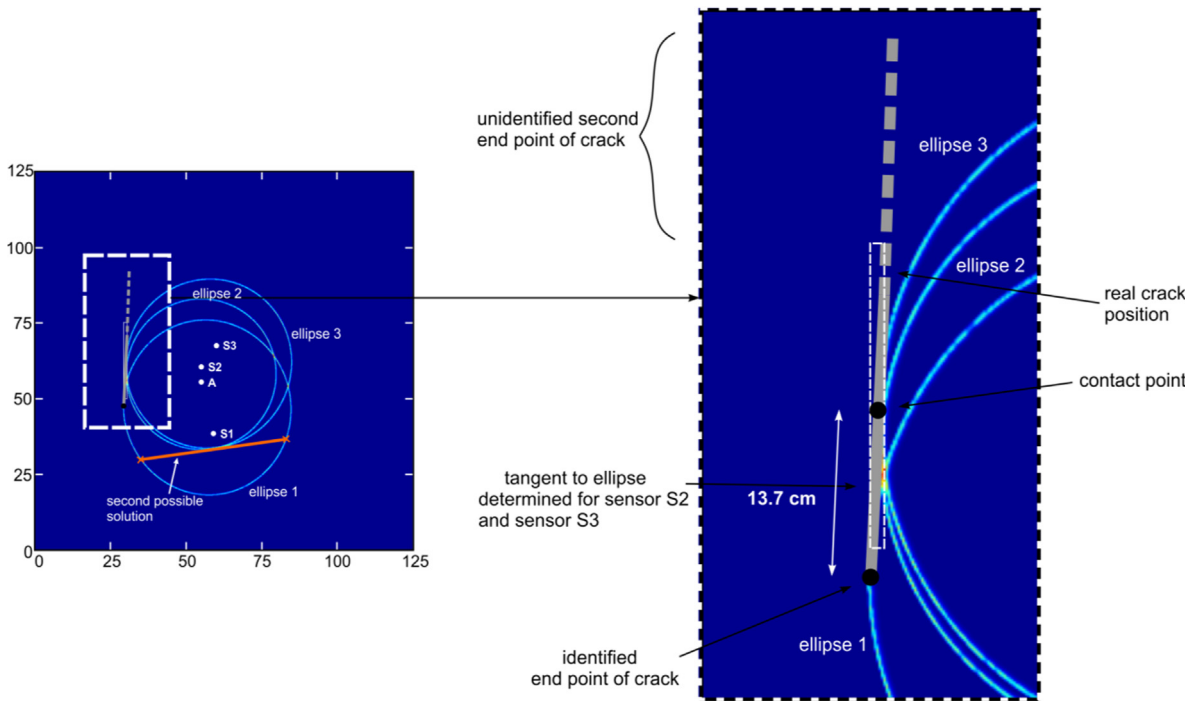 125
100
75
50
25
0
0
25
50
75
100
125
ellipse 2
ellipse 3
S3
S2
A
S1
second possible
solution
ellipse 1
unidentified second
end point of crack
ellipse 3
ellipse 2
real crack
position
contact point
tangent to ellipse
determined for sensor S2
and sensor S3
13.7 cm
ellipse 1
identified
end point of crack